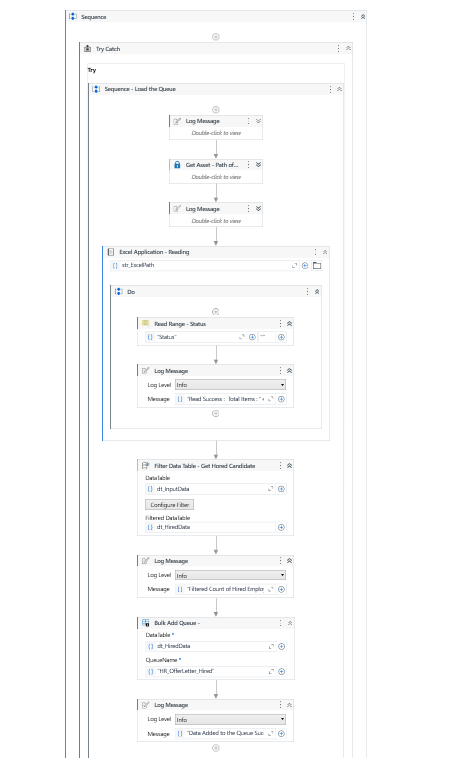 Sequence
Try Catch
Try
Sequence - Load the Queue
Log Message
Double-click to view
Get Asset - Path of...
Double-click to view
Log Message
Double-click to view
Excel Application - Reading
str_ExcelPath
Do
Read Range - Status
"Status"
""
Log Message
Log Level Info
Message "Read Success : Total Items : " +
Filter Data Table - Get Hored Candidate
DataTable
dt_InputData
Configure Filter
Filtered DataTable
dt_HiredData
Log Message
Log Level Info
Message "Filtered Count of Hired Employ
Bulk Add Queue -
DataTable *
dt_HiredData
QueueName *
"HR_OfferLetter_Hired"
Log Message
Log Level Info
Message "Data Added to the Queue Suc